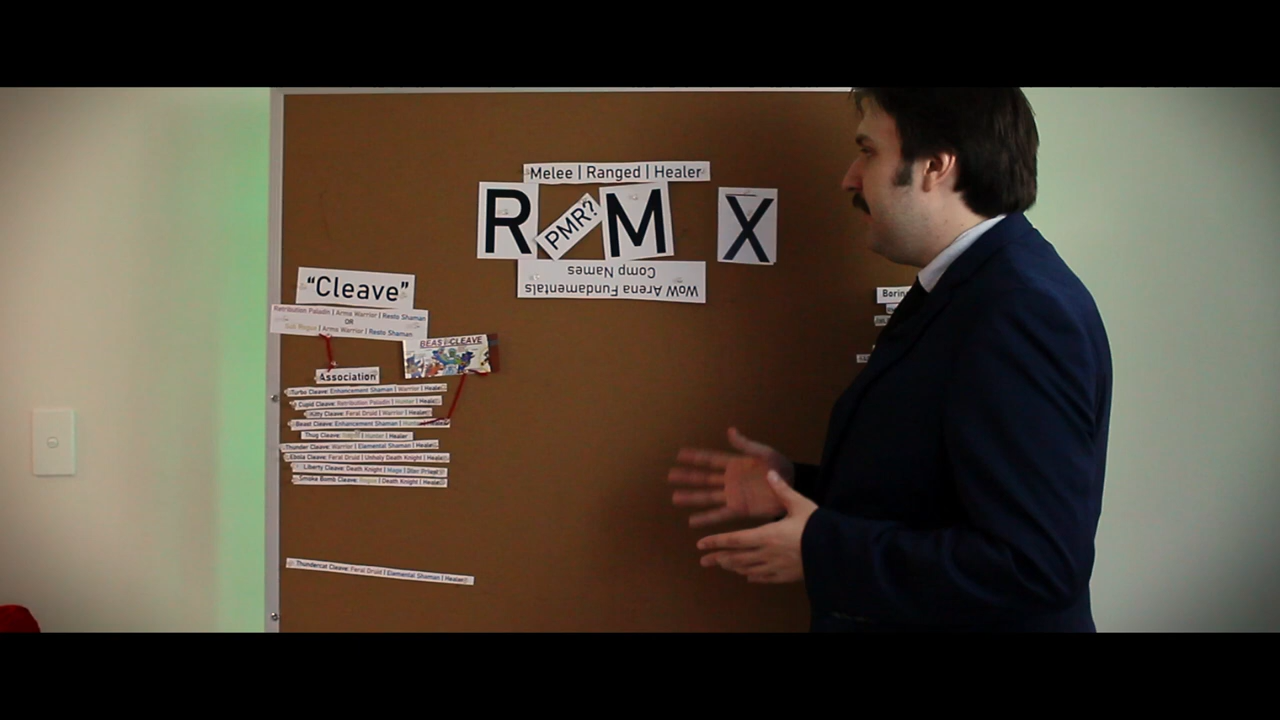 Melee | Ranged | Healer
R PMR? M X
WoW Arena Fundamentals
Comp Names
"Cleave"
Retribution Paladin | Arms Warrior | Resto Shaman
OR
Sub Rogue | Arms Warrior | Resto Shaman
BEAST CLEAVE
Association
Turbo Cleave: Enhancement Shaman | Warrior | Healer
Cupid Cleave: Retribution Paladin | Hunter | Healer
Kitty Cleave: Feral Druid | Warrior | Healer
Beast Cleave: Enhancement Shaman | Hunter
Thug Cleave: Rogue | Hunter | Healer
Thunder Cleave: Warrior | Elemental Shaman | Healer
Ebola Cleave: Feral Druid | Unholy Death Knight | Healer
Liberty Cleave: Death Knight | Mage | Disc Priest
Smoke Bomb Cleave: Rogue | Death Knight | Healer
Thundercat Cleave: Feral Druid | Elemental Shaman | Healer
Borin